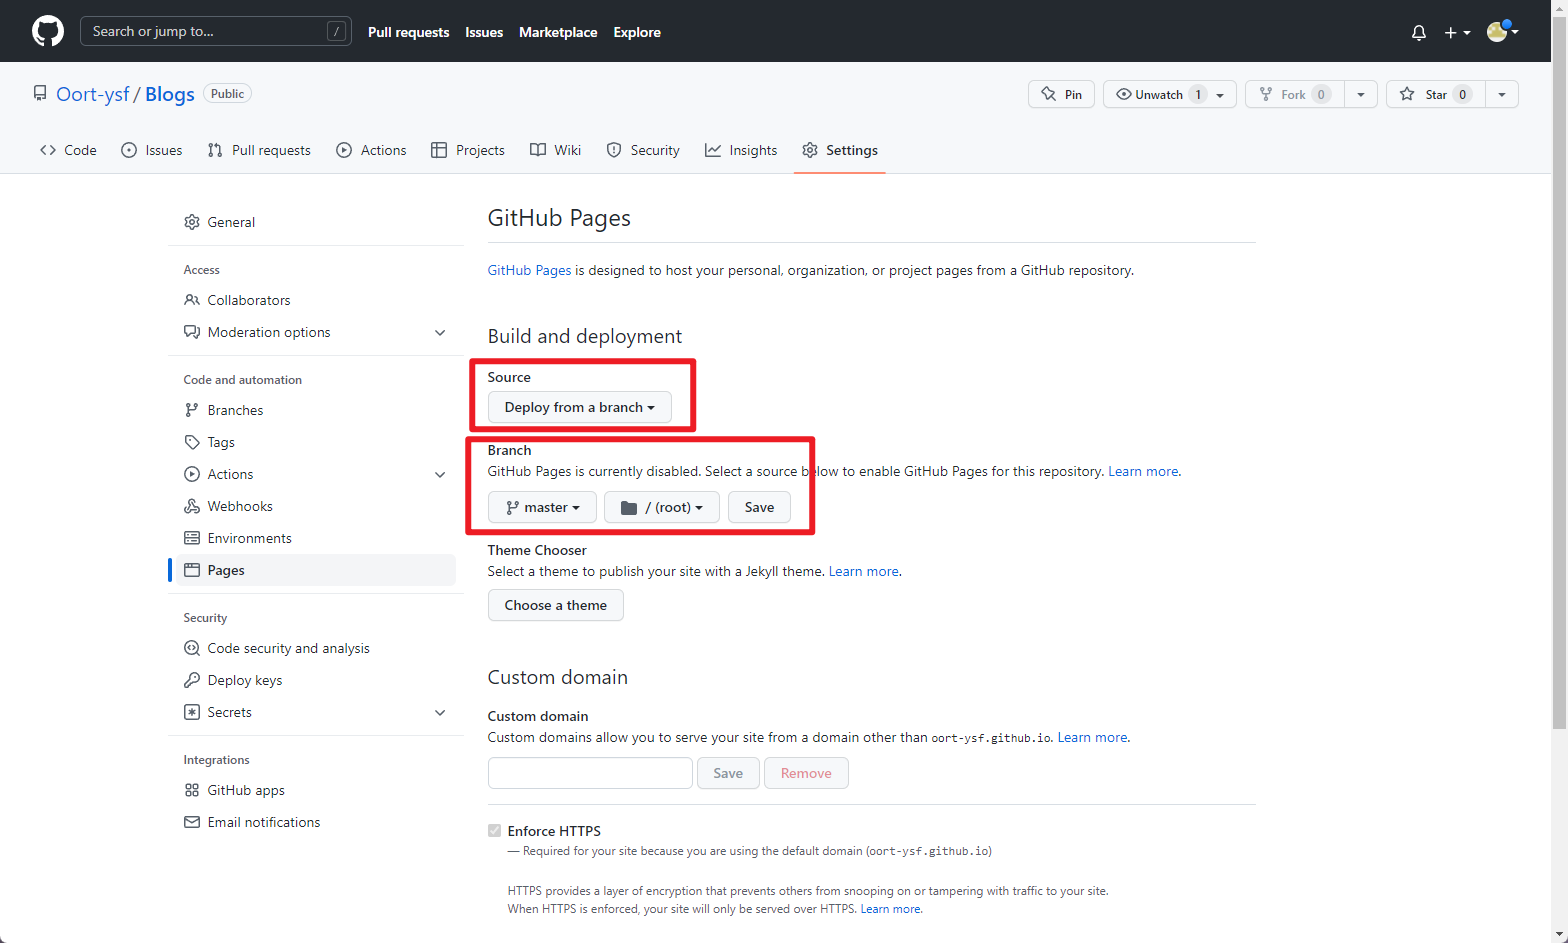 Search or jump to... /
Pull requests Issues Marketplace Explore
Oort-ysf / Blogs Public
Pin Unwatch 1 Fork 0 Star 0
Code Issues Pull requests Actions Projects Wiki Security Insights Settings
General
Access
Collaborators
Moderation options
Code and automation
Branches
Tags
Actions
Webhooks
Environments
Pages
Security
Code security and analysis
Deploy keys
Secrets
Integrations
GitHub apps
Email notifications
GitHub Pages
GitHub Pages is designed to host your personal, organization, or project pages from a GitHub repository.
Build and deployment
Source
Deploy from a branch
Branch
GitHub Pages is currently disabled. Select a source below to enable GitHub Pages for this repository. Learn more.
master / (root) Save
Theme Chooser
Select a theme to publish your site with a Jekyll theme. Learn more.
Choose a theme
Custom domain
Custom domain
Custom domains allow you to serve your site from a domain other than oort-ysf.github.io. Learn more.
Save Remove
Enforce HTTPS
— Required for your site because you are using the default domain (oort-ysf.github.io)
HTTPS provides a layer of encryption that prevents others from snooping on or tampering with traffic to your site.
When HTTPS is enforced, your site will only be served over HTTPS. Learn more.